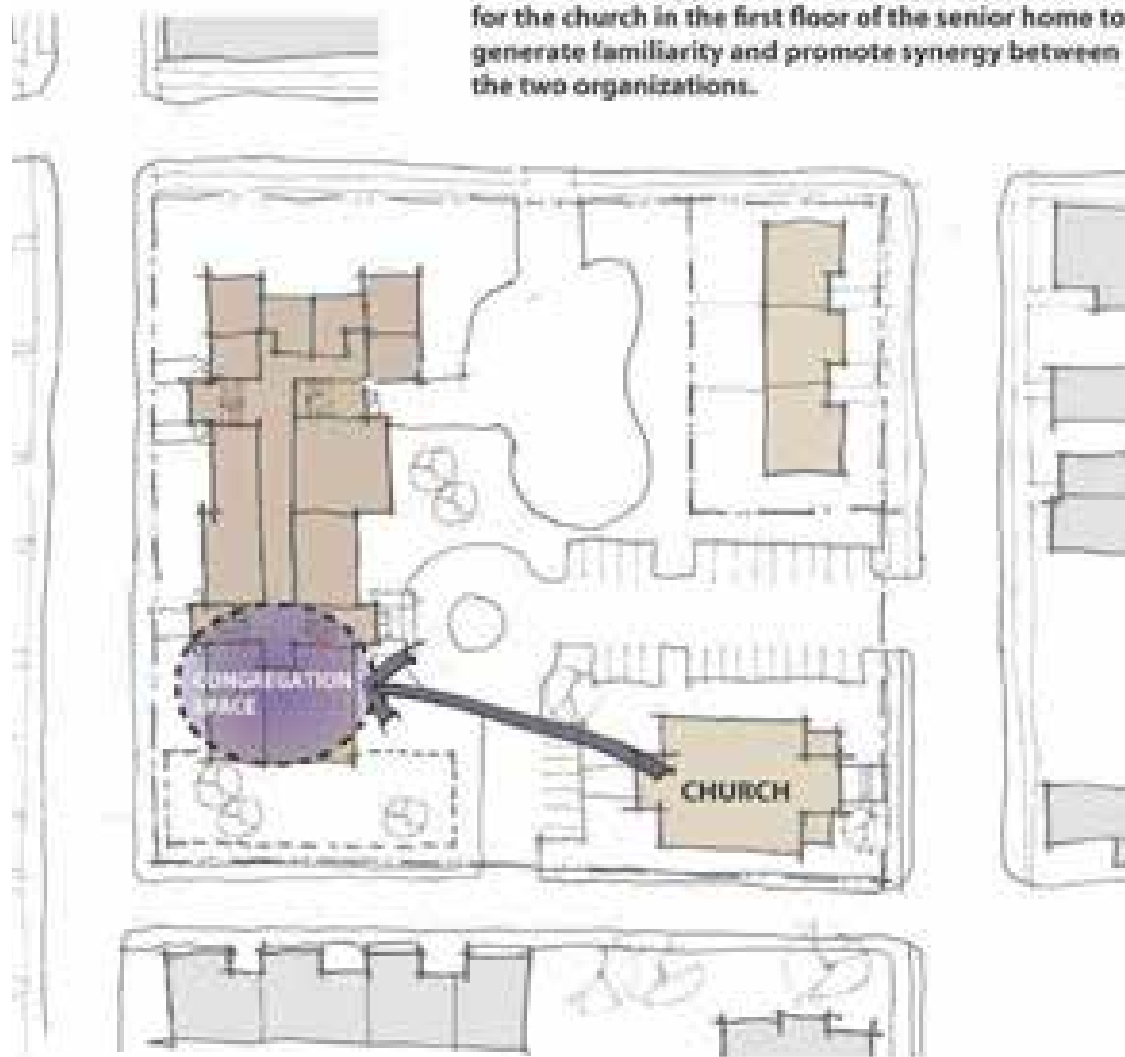 for the church in the first floor of the senior home to
generate familiarity and promote synergy between
the two organizations.
CONGREGATION
SPACE
CHURCH